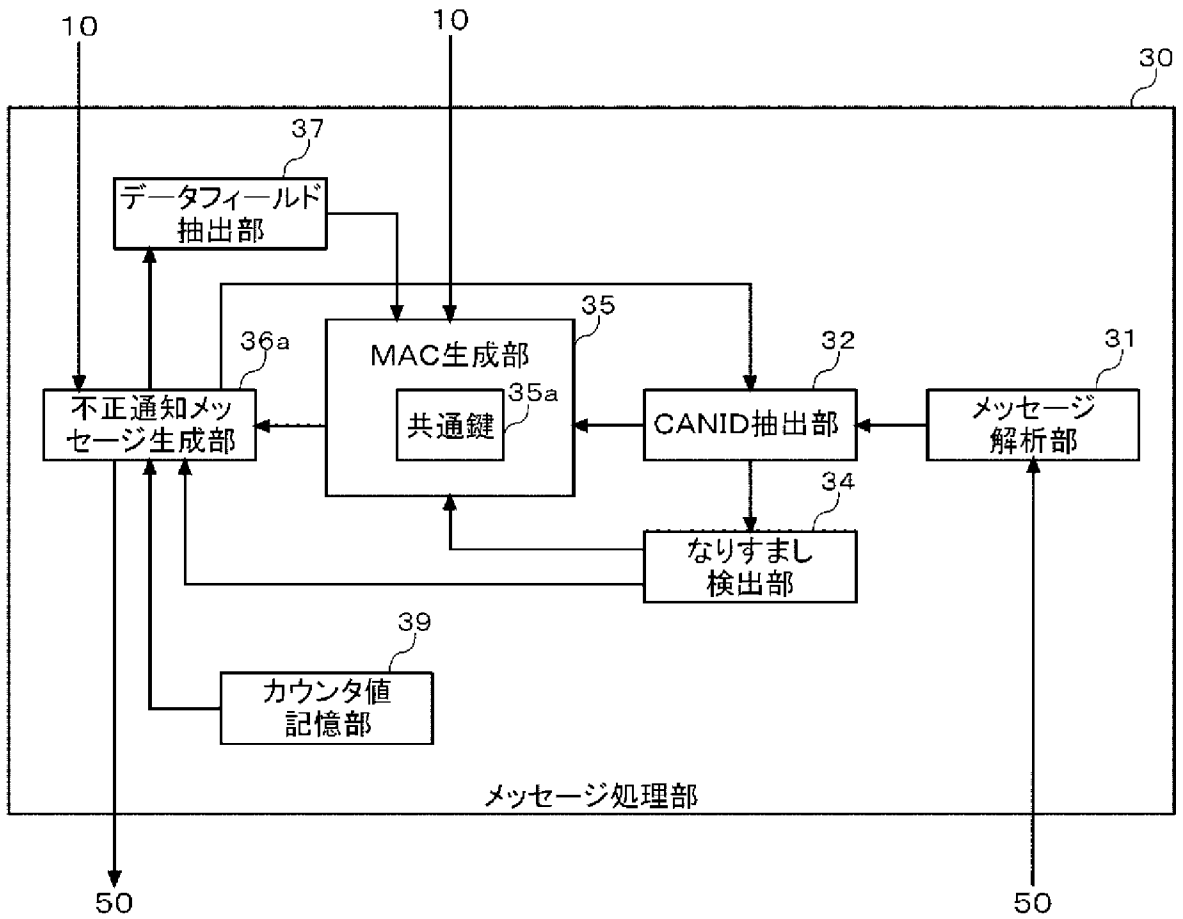 10
10
30
37
データフィールド
抽出部
35
MAC生成部
35a
共通鍵
36a
不正通知メッ
セージ生成部
32
CANID抽出部
31
メッセージ
解析部
34
なりすまし
検出部
39
カウンタ値
記憶部
メッセージ処理部
50
50